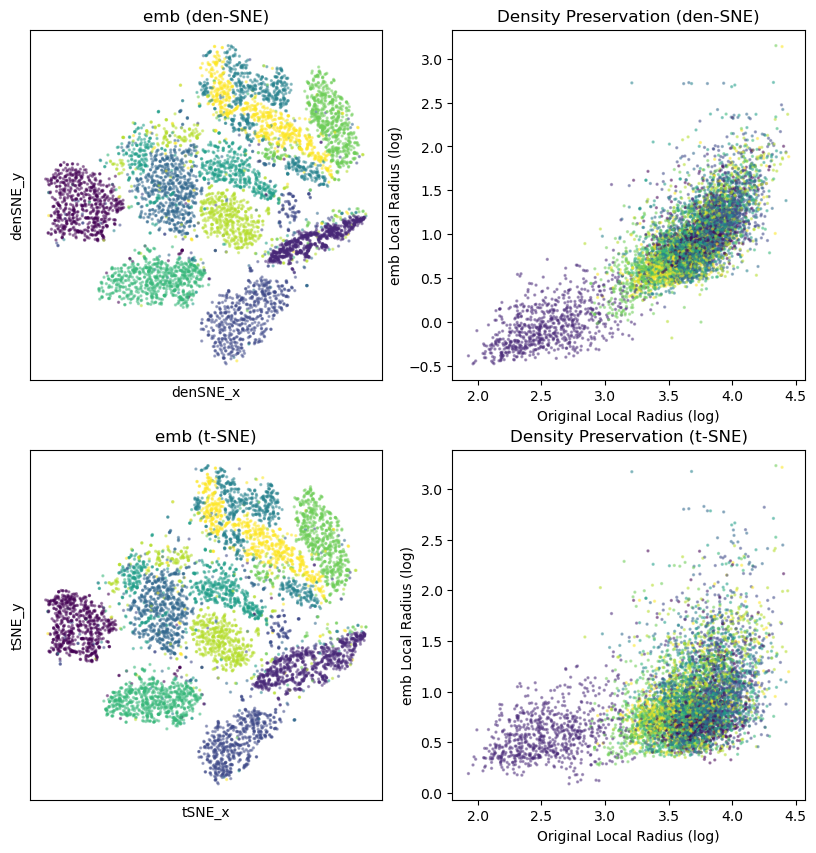 emb (den-SNE)
denSNE_y
denSNE_x
Density Preservation (den-SNE)
emb Local Radius (log)
3.0
2.5
2.0
1.5
1.0
0.5
0.0
−0.5
2.0
2.5
3.0
3.5
4.0
4.5
Original Local Radius (log)
emb (t-SNE)
tSNE_y
tSNE_x
Density Preservation (t-SNE)
emb Local Radius (log)
3.0
2.5
2.0
1.5
1.0
0.5
0.0
2.0
2.5
3.0
3.5
4.0
4.5
Original Local Radius (log)